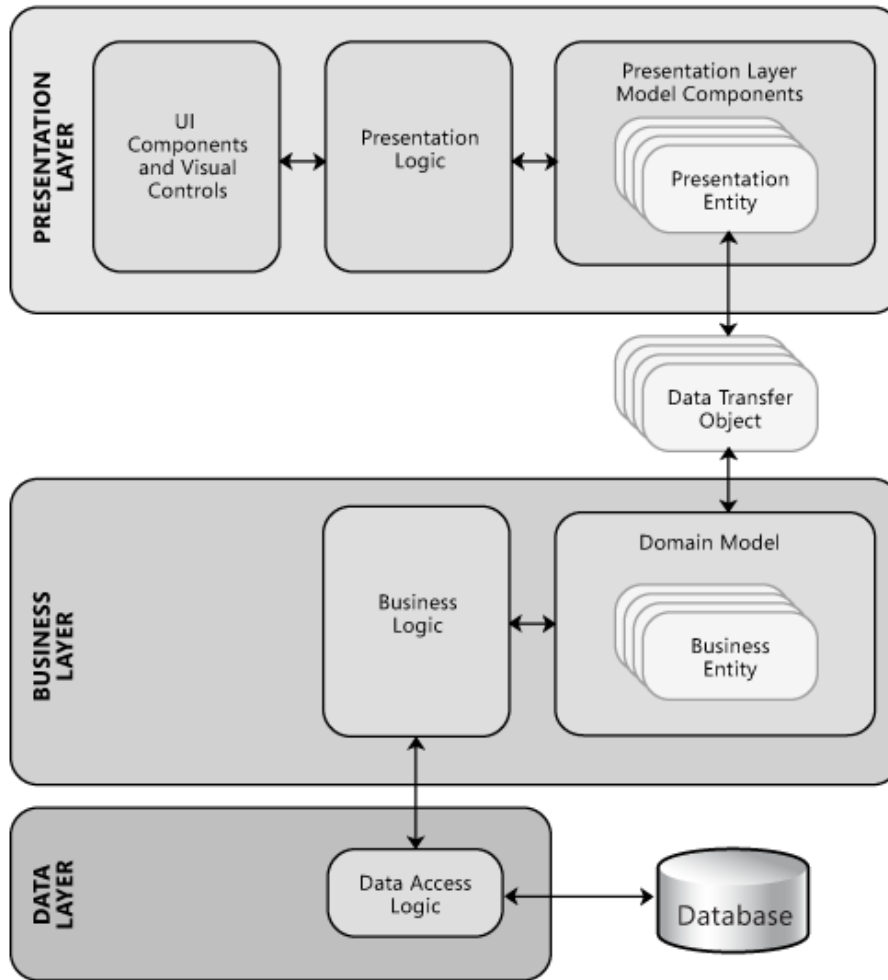 PRESENTATION
LAYER
UI
Components
and Visual
Controls
Presentation
Logic
Presentation Layer
Model Components
Presentation
Entity
Data Transfer
Object
BUSINESS
LAYER
Business
Logic
Domain Model
Business
Entity
DATA
LAYER
Data Access
Logic
Database